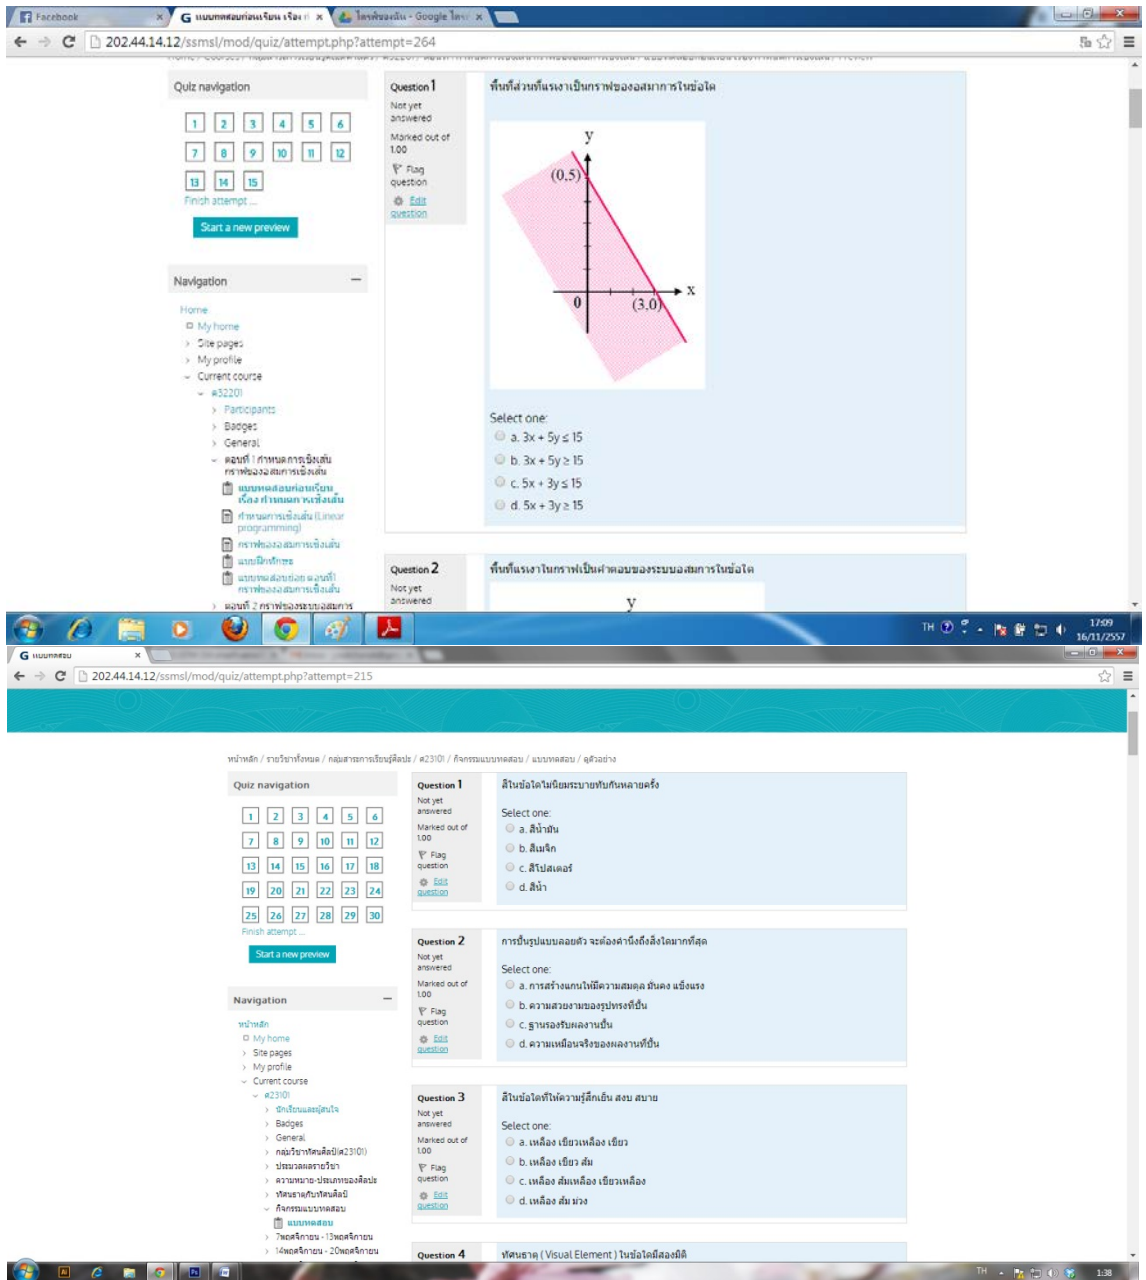 Facebook
G แบบทดสอบก่อนเรียน เรื่อง
ไดรฟ์ของฉัน - Google ไดร
202.44.14.12/ssmsl/mod/quiz/attempt.php?attempt=264
Quiz navigation
1 2 3 4 5 6
7 8 9 10 11 12
13 14 15
Finish attempt ...
Start a new preview
Navigation
Home
My home
Site pages
My profile
Current course
ค32201
Participants
Badges
General
ตอนที่ 1 กำหนดการเชิงเส้น
กราฟของอสมการเชิงเส้น
แบบทดสอบก่อนเรียน
เรื่อง กำหนดการเชิงเส้น
กำหนดการเชิงเส้น (Linear
programming)
กราฟของอสมการเชิงเส้น
แบบฝึกทักษะ
แบบทดสอบย่อย ตอนที่1
กราฟของอสมการเชิงเส้น
ตอนที่ 2 กราฟของระบบอสมการ
Question 1
Not yet
answered
Marked out of
1.00
Flag
question
Edit
question
พื้นที่ส่วนที่แรเงาเป็นกราฟของอสมาการในข้อใด
y
(0,5)
x
0
(3,0)
Select one:
a. 3x + 5y ≤ 15
b. 3x + 5y ≥ 15
c. 5x + 3y ≤ 15
d. 5x + 3y ≥ 15
Question 2
Not yet
answered
พื้นที่แรเงาในกราฟเป็นคำตอบของระบบอสมการในข้อใด
y
TH
17:09
16/11/2557
G แบบทดสอบ
202.44.14.12/ssmsl/mod/quiz/attempt.php?attempt=215
หน้าหลัก / รายวิชาทั้งหมด / กลุ่มสาระการเรียนรู้ศิลปะ / ศ23101 / กิจกรรมแบบทดสอบ / แบบทดสอบ / ดูตัวอย่าง
Quiz navigation
1 2 3 4 5 6
7 8 9 10 11 12
13 14 15 16 17 18
19 20 21 22 23 24
25 26 27 28 29 30
Finish attempt ...
Start a new preview
Navigation
หน้าหลัก
My home
Site pages
My profile
Current course
ศ23101
นักเรียนและผู้สนใจ
Badges
General
กลุ่มวิชาทัศนศิลป์(ศ23101)
ประมวลผลรายวิชา
ความหมาย-ประเภทของศิลปะ
ทัศนธาตุกับทัศนศิลป์
กิจกรรมแบบทดสอบ
แบบทดสอบ
7พฤศจิกายน - 13พฤศจิกายน
14พฤศจิกายน - 20พฤศจิกายน
Question 1
Not yet
answered
Marked out of
1.00
Flag
question
Edit
question
สีในข้อใดไม่นิยมระบายทับกันหลายครั้ง
Select one:
a. สีน้ำมัน
b. สีเมจิก
c. สีโปสเตอร์
d. สีน้ำ
Question 2
Not yet
answered
Marked out of
1.00
Flag
question
Edit
question
การปั้นรูปแบบลอยตัว จะต้องคำนึงถึงสิ่งใดมากที่สุด
Select one:
a. การสร้างแกนให้มีความสมดุล มั่นคง แข็งแรง
b. ความสวยงามของรูปทรงที่ปั้น
c. ฐานรองรับผลงานปั้น
d. ความเหมือนจริงของผลงานที่ปั้น
Question 3
Not yet
answered
Marked out of
1.00
Flag
question
Edit
question
สีในข้อใดที่ให้ความรู้สึกเย็น สงบ สบาย
Select one:
a. เหลือง เขียวเหลือง เขียว
b. เหลือง เขียว ส้ม
c. เหลือง ส้มเหลือง เขียวเหลือง
d. เหลือง ส้ม ม่วง
Question 4
ทัศนธาตุ ( Visual Element ) ในข้อใดมีสองมิติ
TH
1:38